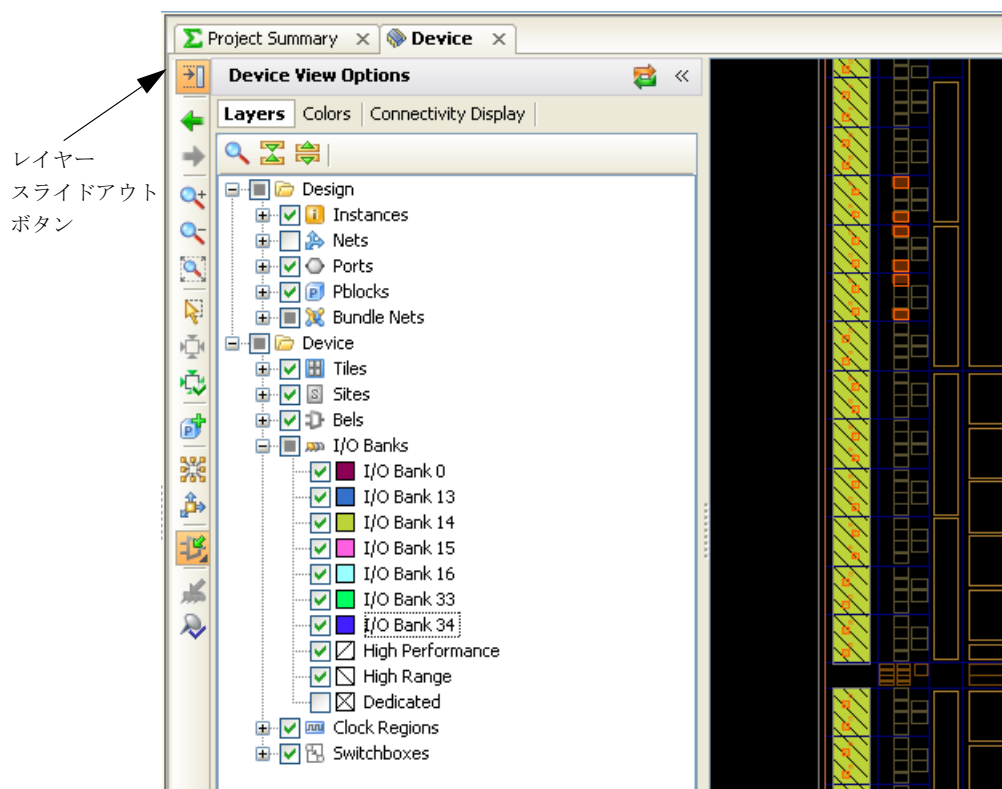 Project Summary
Device
Device View Options
Layers Colors Connectivity Display
レイヤー
スライドアウト
ボタン
Design
Instances
Nets
Ports
Pblocks
Bundle Nets
Device
Tiles
Sites
Bels
I/O Banks
I/O Bank 0
I/O Bank 13
I/O Bank 14
I/O Bank 15
I/O Bank 16
I/O Bank 33
I/O Bank 34
High Performance
High Range
Dedicated
Clock Regions
Switchboxes